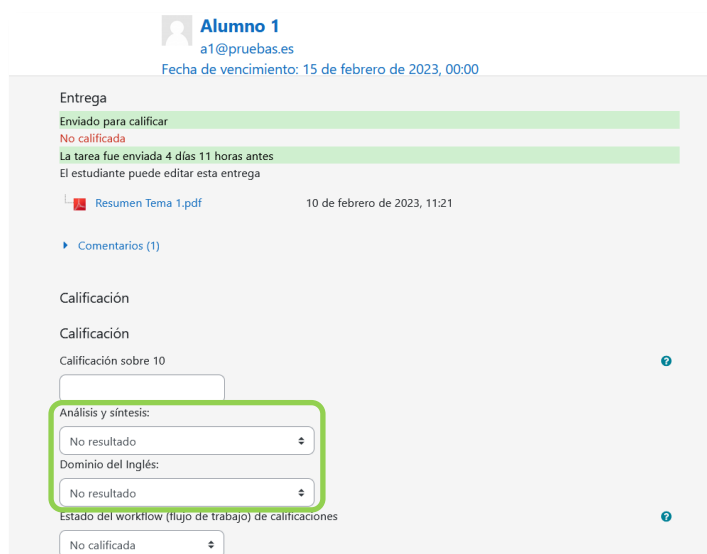 Alumno 1
a1@pruebas.es
Fecha de vencimiento: 15 de febrero de 2023, 00:00
Entrega
Enviado para calificar
No calificada
La tarea fue enviada 4 días 11 horas antes
El estudiante puede editar esta entrega
Resumen Tema 1.pdf 10 de febrero de 2023, 11:21
Comentarios (1)
Calificación
Calificación
Calificación sobre 10
Análisis y síntesis:
No resultado
Dominio del Inglés:
No resultado
Estado del workflow (flujo de trabajo) de calificaciones
No calificada